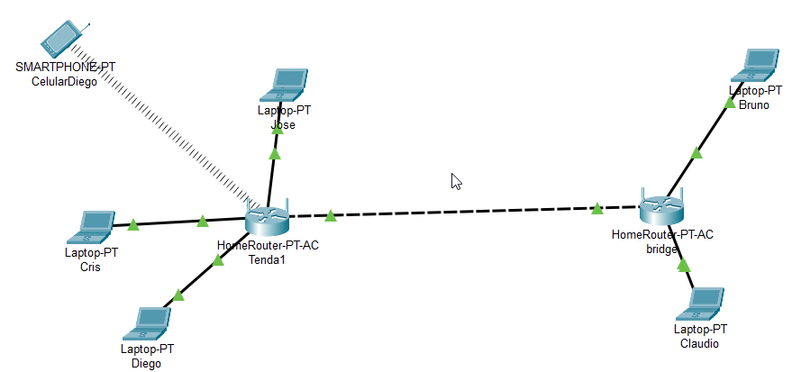 SMARTPHONE-PT
CelularDiego
Laptop-PT
Jose
Laptop-PT
Bruno
Laptop-PT
Cris
HomeRouter-PT-AC
Tenda1
HomeRouter-PT-AC
bridge
Laptop-PT
Diego
Laptop-PT
Claudio